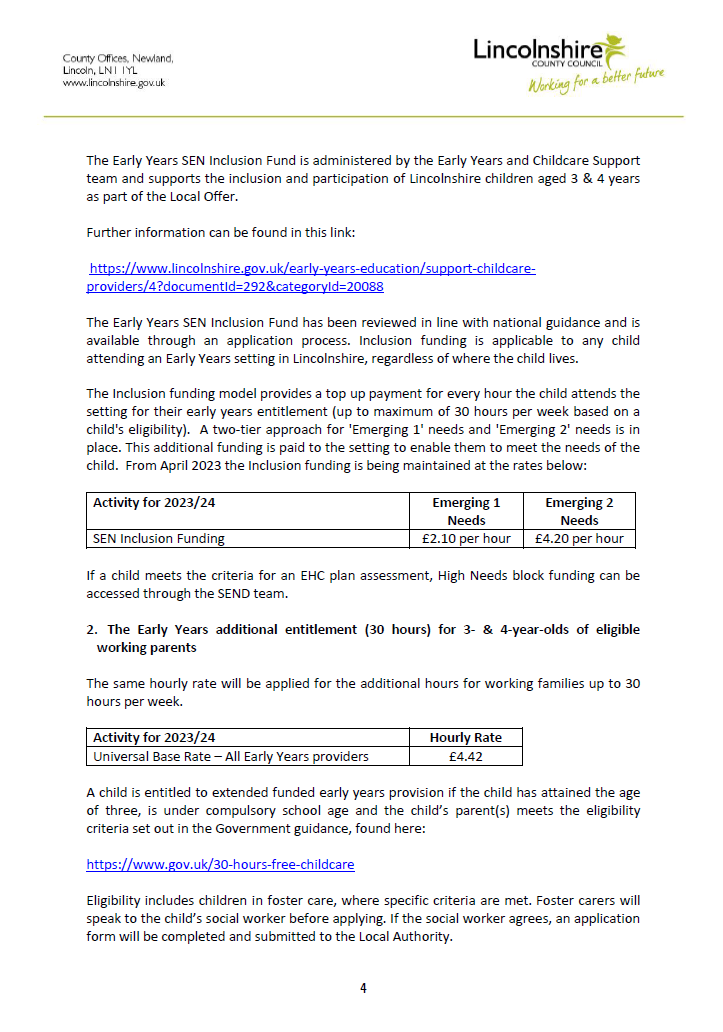 County Offices, Newland,
Lincoln, LN1 1YL
www.lincolnshire.gov.uk
Lincolnshire
COUNTY COUNCIL
Working for a better future
The Early Years SEN Inclusion Fund is administered by the Early Years and Childcare Support
team and supports the inclusion and participation of Lincolnshire children aged 3 & 4 years
as part of the Local Offer.
Further information can be found in this link:
https://www.lincolnshire.gov.uk/early-years-education/support-childcare-
providers/4?documentId=292&categoryId=20088
The Early Years SEN Inclusion Fund has been reviewed in line with national guidance and is
available through an application process. Inclusion funding is applicable to any child
attending an Early Years setting in Lincolnshire, regardless of where the child lives.
The Inclusion funding model provides a top up payment for every hour the child attends the
setting for their early years entitlement (up to maximum of 30 hours per week based on a
child's eligibility).  A two-tier approach for 'Emerging 1' needs and 'Emerging 2' needs is in
place. This additional funding is paid to the setting to enable them to meet the needs of the
child.  From April 2023 the Inclusion funding is being maintained at the rates below:
Activity for 2023/24 Emerging 1 Needs Emerging 2 Needs
SEN Inclusion Funding £2.10 per hour £4.20 per hour
If a child meets the criteria for an EHC plan assessment, High Needs block funding can be
accessed through the SEND team.
2. The Early Years additional entitlement (30 hours) for 3- & 4-year-olds of eligible
working parents
The same hourly rate will be applied for the additional hours for working families up to 30
hours per week.
Activity for 2023/24 Hourly Rate
Universal Base Rate – All Early Years providers £4.42
A child is entitled to extended funded early years provision if the child has attained the age
of three, is under compulsory school age and the child's parent(s) meets the eligibility
criteria set out in the Government guidance, found here:
https://www.gov.uk/30-hours-free-childcare
Eligibility includes children in foster care, where specific criteria are met. Foster carers will
speak to the child's social worker before applying. If the social worker agrees, an application
form will be completed and submitted to the Local Authority.
4